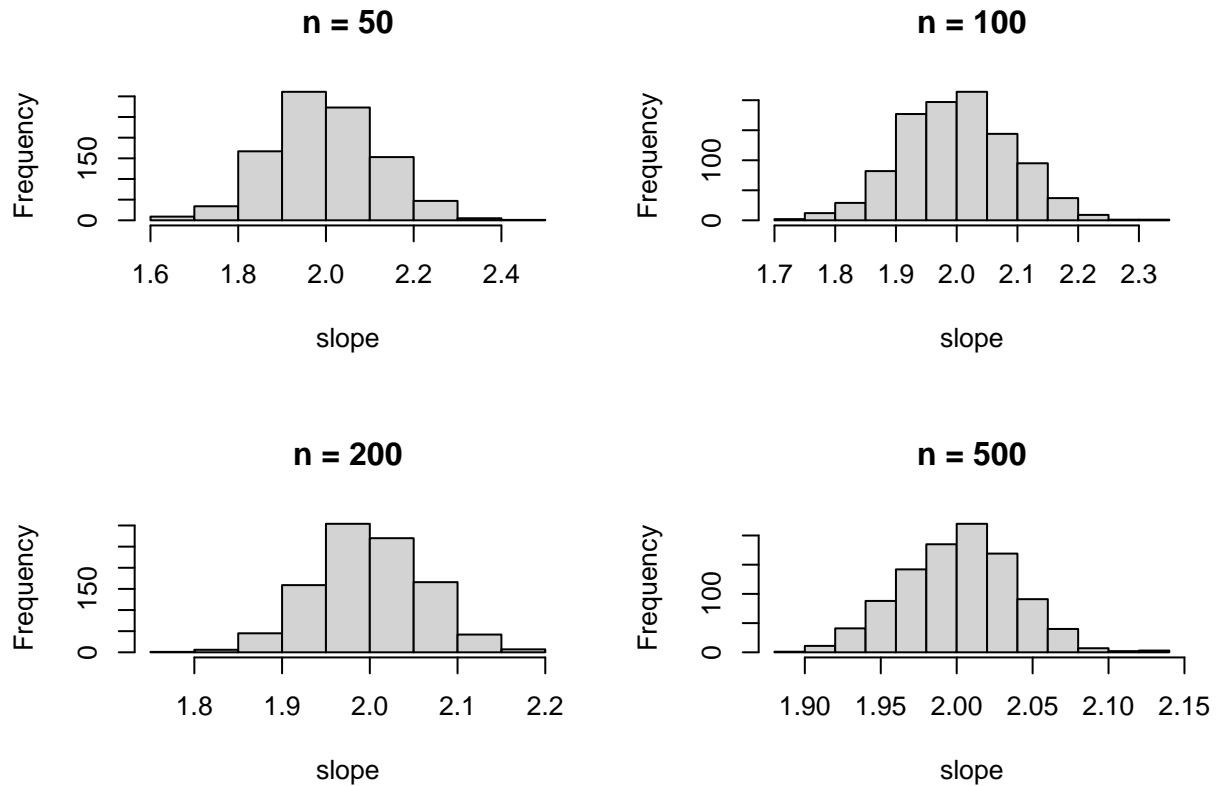 n = 50
Frequency
0
150
1.6 1.8 2.0 2.2 2.4
slope
n = 100
Frequency
0
100
1.7 1.8 1.9 2.0 2.1 2.2 2.3
slope
n = 200
Frequency
0
150
1.8 1.9 2.0 2.1 2.2
slope
n = 500
Frequency
0
100
1.90 1.95 2.00 2.05 2.10 2.15
slope